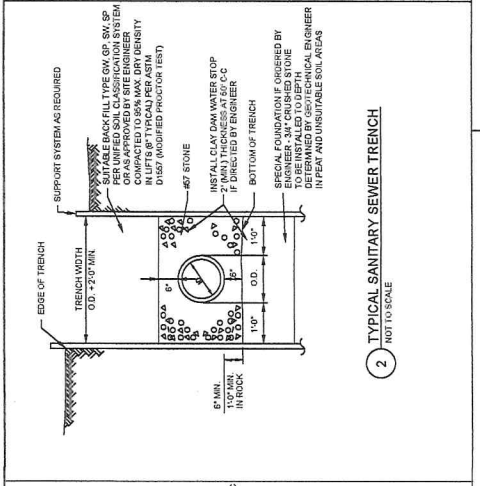 EDGE OF TRENCH
SUPPORT SYSTEM AS REQUIRED
TRENCH WIDTH
O.D. + 2'-0" MIN.
SUITABLE BACK FILL TYPE GW, GP, SW, SP
PER UNIFIED SOIL CLASSIFICATION SYSTEM
OR AS APPROVED BY SITE ENGINEER
COMPACTED TO 95% MAX. DRY DENSITY
IN LIFTS (6" TYPICAL) PER ASTM
D1557 (MODIFIED PROCTOR TEST)
#57 STONE
INSTALL CLAY DAM WATER STOP
2' (MIN.) THICKNESS AT 50' C-C
IF DIRECTED BY ENGINEER
BOTTOM OF TRENCH
SPECIAL FOUNDATION IF ORDERED BY
ENGINEER - 3/4" CRUSHED STONE
TO BE INSTALLED TO DEPTH
DETERMINED BY GEOTECHNICAL ENGINEER
IN PEAT AND UNSUITABLE SOIL AREAS
6"
1'-0"
O.D.
1'-0"
6" MIN.
1'-0" MIN.
IN ROCK
2
TYPICAL SANITARY SEWER TRENCH
NOT TO SCALE